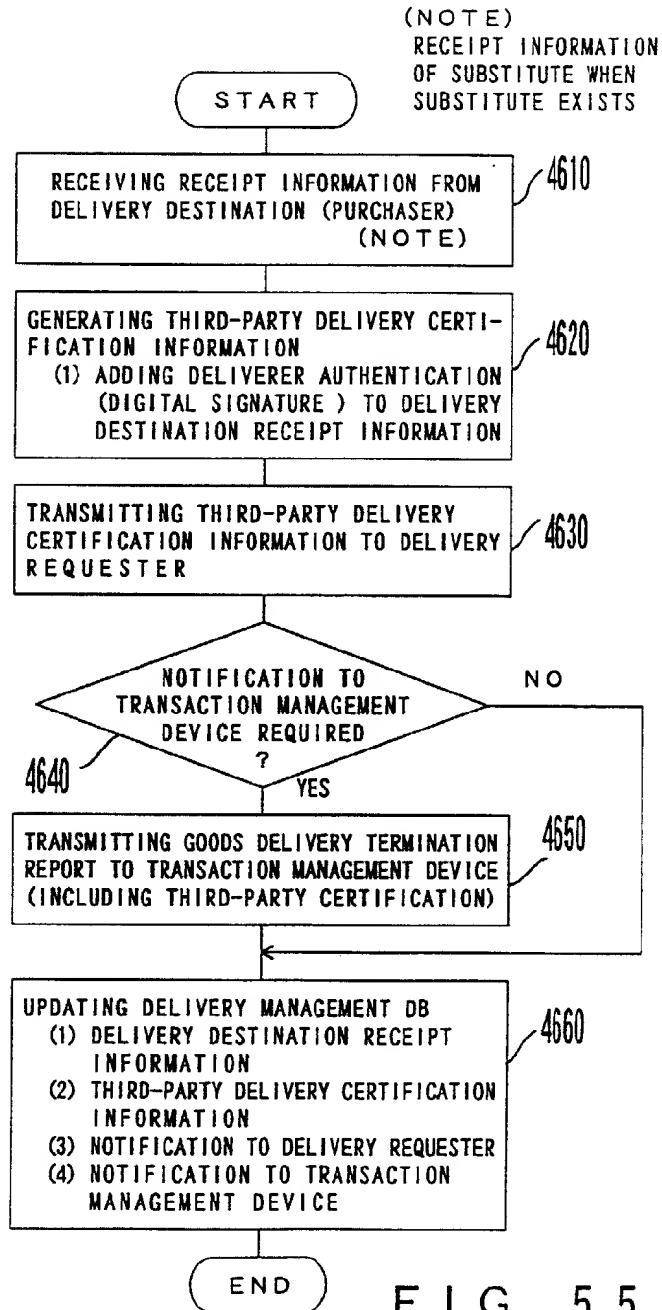 (NOTE)
RECEIPT INFORMATION
OF SUBSTITUTE WHEN
SUBSTITUTE EXISTS
START
RECEIVING RECEIPT INFORMATION FROM
DELIVERY DESTINATION (PURCHASER)
(NOTE)
4610
GENERATING THIRD-PARTY DELIVERY CERTI-
FICATION INFORMATION
(1) ADDING DELIVERER AUTHENTICATION
(DIGITAL SIGNATURE ) TO DELIVERY
DESTINATION RECEIPT INFORMATION
4620
TRANSMITTING THIRD-PARTY DELIVERY
CERTIFICATION INFORMATION TO DELIVERY
REQUESTER
4630
NOTIFICATION TO
TRANSACTION MANAGEMENT
DEVICE REQUIRED
?
NO
4640
YES
TRANSMITTING GOODS DELIVERY TERMINATION
REPORT TO TRANSACTION MANAGEMENT DEVICE
(INCLUDING THIRD-PARTY CERTIFICATION)
4650
UPDATING DELIVERY MANAGEMENT DB
(1) DELIVERY DESTINATION RECEIPT
INFORMATION
(2) THIRD-PARTY DELIVERY CERTIFICATION
INFORMATION
(3) NOTIFICATION TO DELIVERY REQUESTER
(4) NOTIFICATION TO TRANSACTION
MANAGEMENT DEVICE
4660
END
FIG. 55